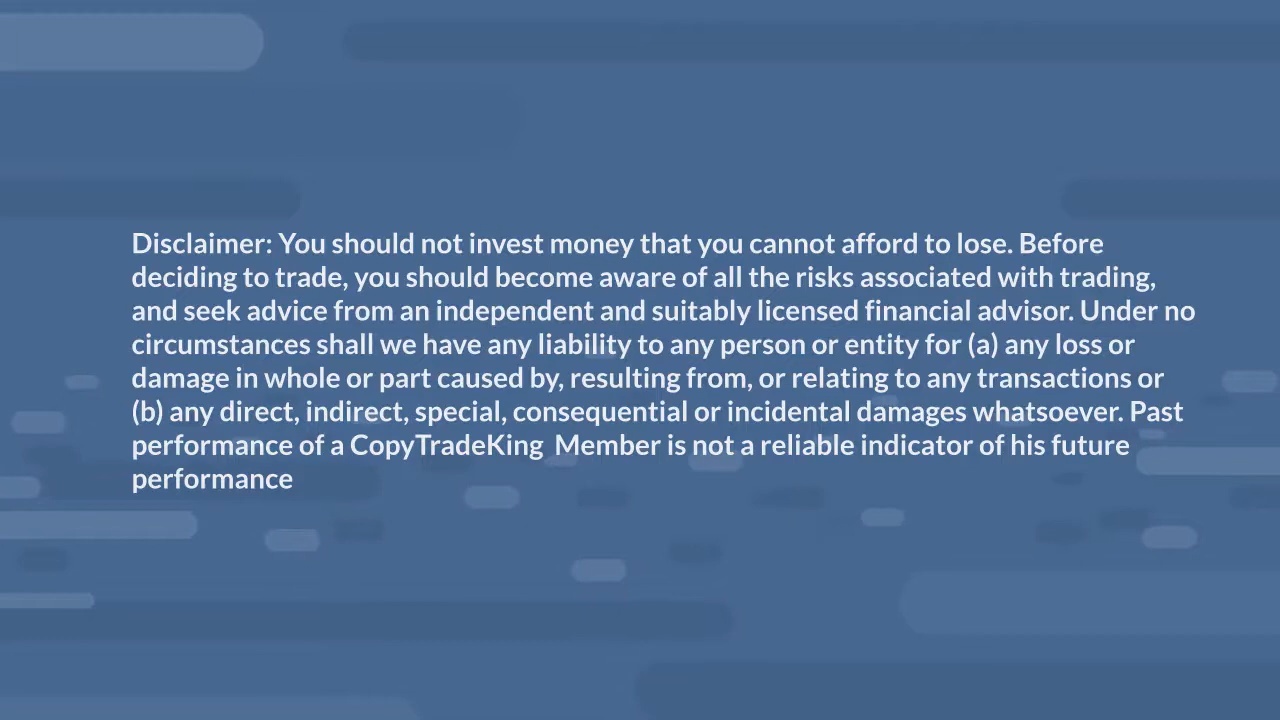 Disclaimer: You should not invest money that you cannot afford to lose. Before
deciding to trade, you should become aware of all the risks associated with trading,
and seek advice from an independent and suitably licensed financial advisor. Under no
circumstances shall we have any liability to any person or entity for (a) any loss or
damage in whole or part caused by, resulting from, or relating to any transactions or
(b) any direct, indirect, special, consequential or incidental damages whatsoever. Past
performance of a CopyTradeKing  Member is not a reliable indicator of his future
performance